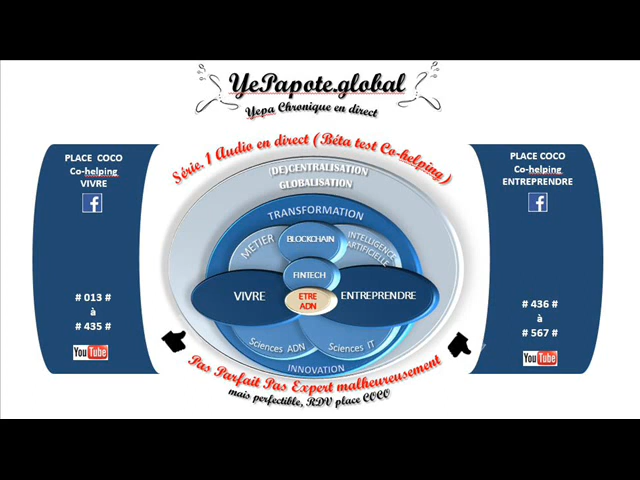 YePapote.global
Yepa Chronique en direct
Série, 1 Audio en direct (Béta test Co-helping)
PLACE COCO
Co-helping
VIVRE
f
# 013 #
à
# 435 #
YouTube
(DE)CENTRALISATION
GLOBALISATION
TRANSFORMATION
METIER
BLOCKCHAIN
INTELLIGENCE
ARTIFICIELLE
FINTECH
VIVRE
ETRE
ADN
ENTREPRENDRE
Sciences ADN
Sciences IT
INNOVATION
PLACE COCO
Co-helping
ENTREPRENDRE
f
# 436 #
à
# 567 #
YouTube
Pas Parfait Pas Expert malheureusement
mais perfectible, RDV place COCO